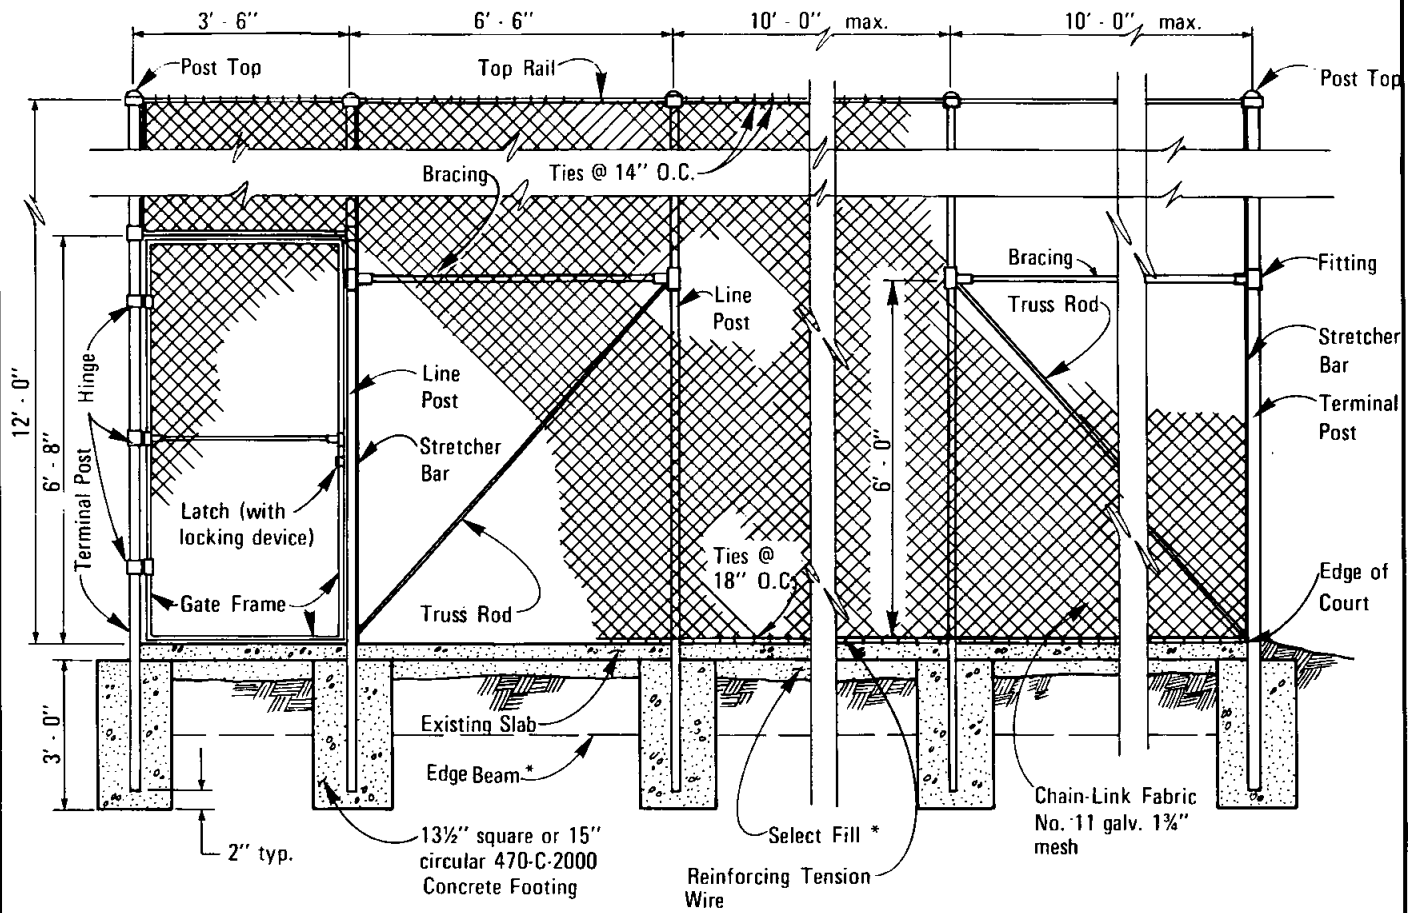 3' - 6"
6' - 6"
10' - 0" max.
10' - 0" max.
Post Top
Top Rail
Post Top
Bracing
Ties @ 14" O.C.
12' - 0"
6' - 8"
Hinge
Terminal Post
Line
Post
Bracing
Truss Rod
Fitting
Line
Post
Stretcher
Bar
Stretcher
Bar
Terminal
Post
6' - 0"
Latch (with
locking device)
Gate Frame
Truss Rod
Ties @
18" O.C.
Edge of
Court
3' - 0"
Existing Slab
Edge Beam*
2" typ.
13½" square or 15"
circular 470-C-2000
Concrete Footing
Select Fill *
Reinforcing Tension
Wire
Chain-Link Fabric
No. 11 galv. 1¾"
mesh